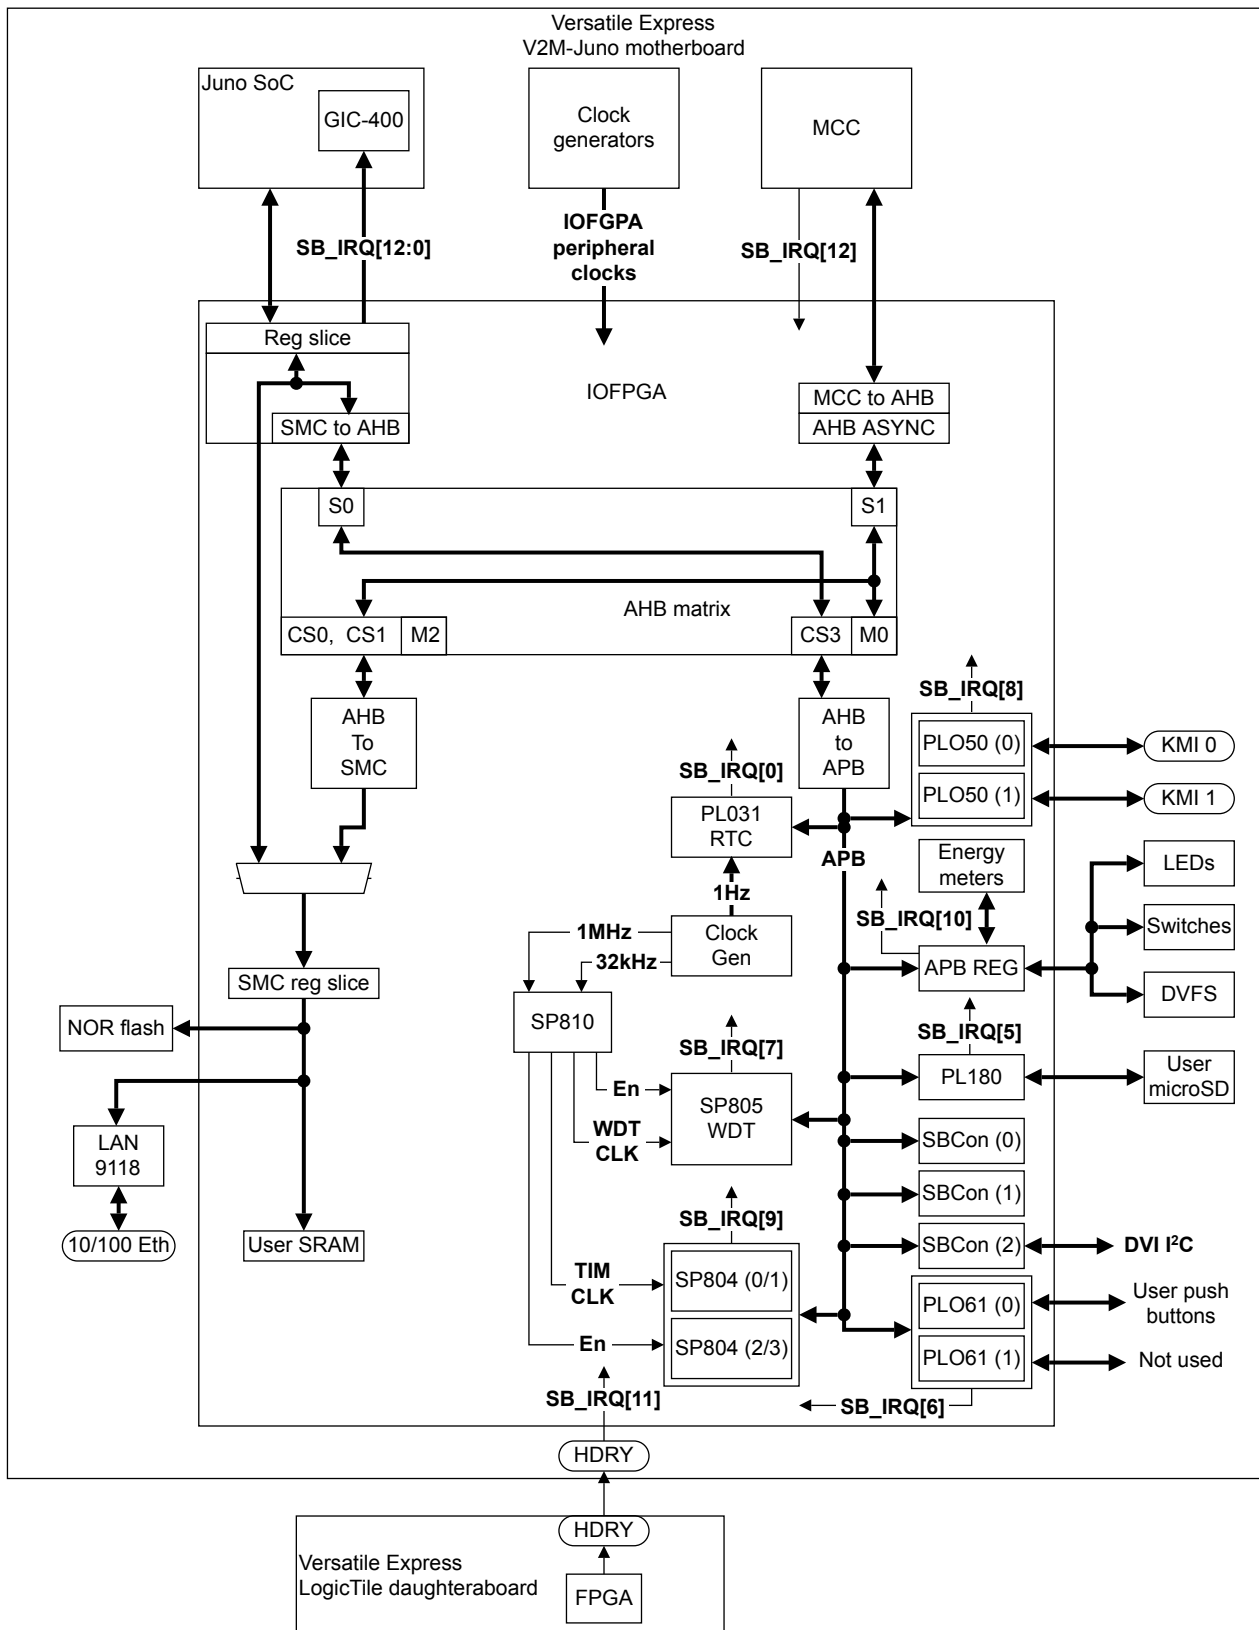 Versatile Express
V2M-Juno motherboard
Juno SoC
GIC-400
Clock
generators
MCC
SB_IRQ[12:0]
IOFGPA
peripheral
clocks
SB_IRQ[12]
Reg slice
IOFPGA
SMC to AHB
MCC to AHB
AHB ASYNC
S0
S1
AHB matrix
CS0, CS1
M2
CS3
M0
AHB
To
SMC
AHB
to
APB
SB_IRQ[8]
PLO50 (0)
PLO50 (1)
KMI 0
KMI 1
SB_IRQ[0]
PL031
RTC
APB
1Hz
Energy
meters
LEDs
Switches
DVFS
SB_IRQ[10]
APB REG
Clock
Gen
1MHz
32kHz
SMC reg slice
NOR flash
SP810
SB_IRQ[7]
SB_IRQ[5]
PL180
User
microSD
En
WDT
CLK
SP805
WDT
LAN
9118
10/100 Eth
User SRAM
SBCon (0)
SBCon (1)
SBCon (2)
DVI I²C
SB_IRQ[9]
TIM
CLK
SP804 (0/1)
En
SP804 (2/3)
PLO61 (0)
PLO61 (1)
User push
buttons
Not used
SB_IRQ[11]
SB_IRQ[6]
HDRY
HDRY
Versatile Express
LogicTile daughteraboard
FPGA